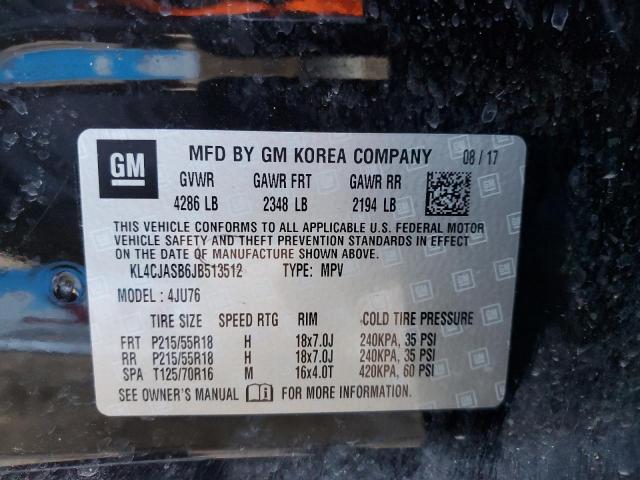 GM MFD BY GM KOREA COMPANY 08/17
GVWR GAWR FRT GAWR RR
4286 LB 2348 LB 2194 LB
THIS VEHICLE CONFORMS TO ALL APPLICABLE U.S. FEDERAL MOTOR
VEHICLE SAFETY AND THEFT PREVENTION STANDARDS IN EFFECT
ON THE DATE OF MANUFACTURE SHOWN ABOVE.
KL4CJASB6JB513512 TYPE: MPV
MODEL: 4JU76
TIRE SIZE SPEED RTG RIM COLD TIRE PRESSURE
FRT P215/55R18 H 18x7.0J 240KPA, 35 PSI
RR P215/55R18 H 18x7.0J 240KPA, 35 PSI
SPA T125/70R16 M 16x4.0T 420KPA, 60 PSI
SEE OWNER'S MANUAL FOR MORE INFORMATION.